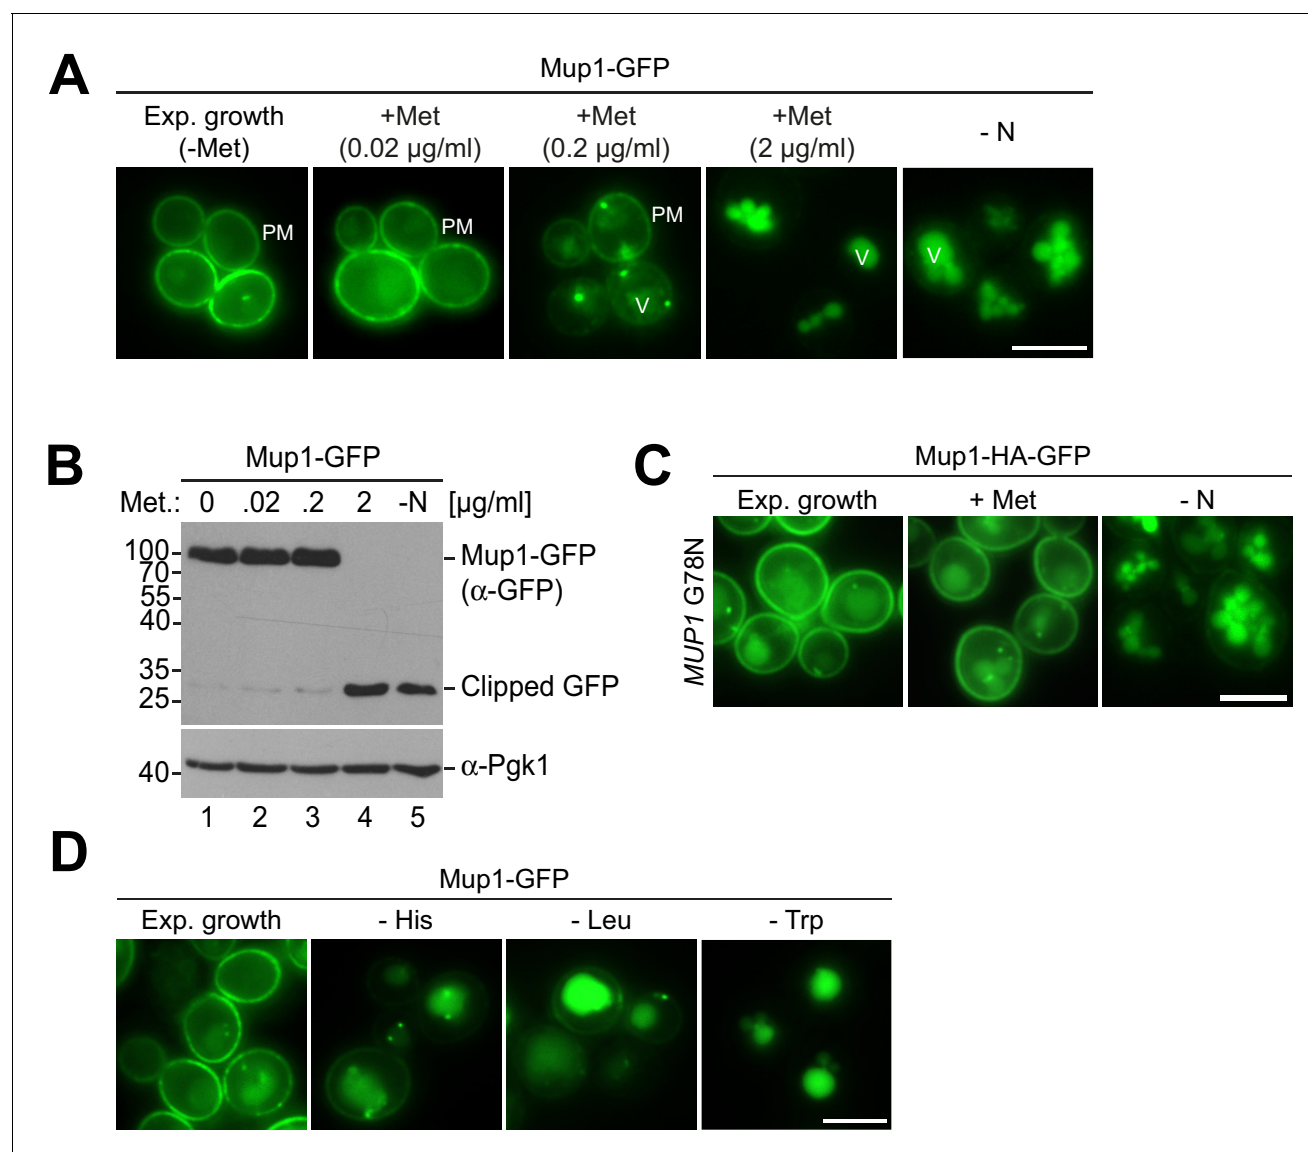 A
Mup1-GFP
Exp. growth
(-Met)
+Met
(0.02 µg/ml)
+Met
(0.2 µg/ml)
+Met
(2 µg/ml)
- N
PM
PM
PM
V
V
V
B
Mup1-GFP
Met.: 0 .02 .2 2 -N [µg/ml]
100
70
55
40
35
25
Mup1-GFP
(α-GFP)
Clipped GFP
40
α-Pgk1
1 2 3 4 5
C
Mup1-HA-GFP
Exp. growth + Met - N
MUP1 G78N
D
Mup1-GFP
Exp. growth - His - Leu - Trp